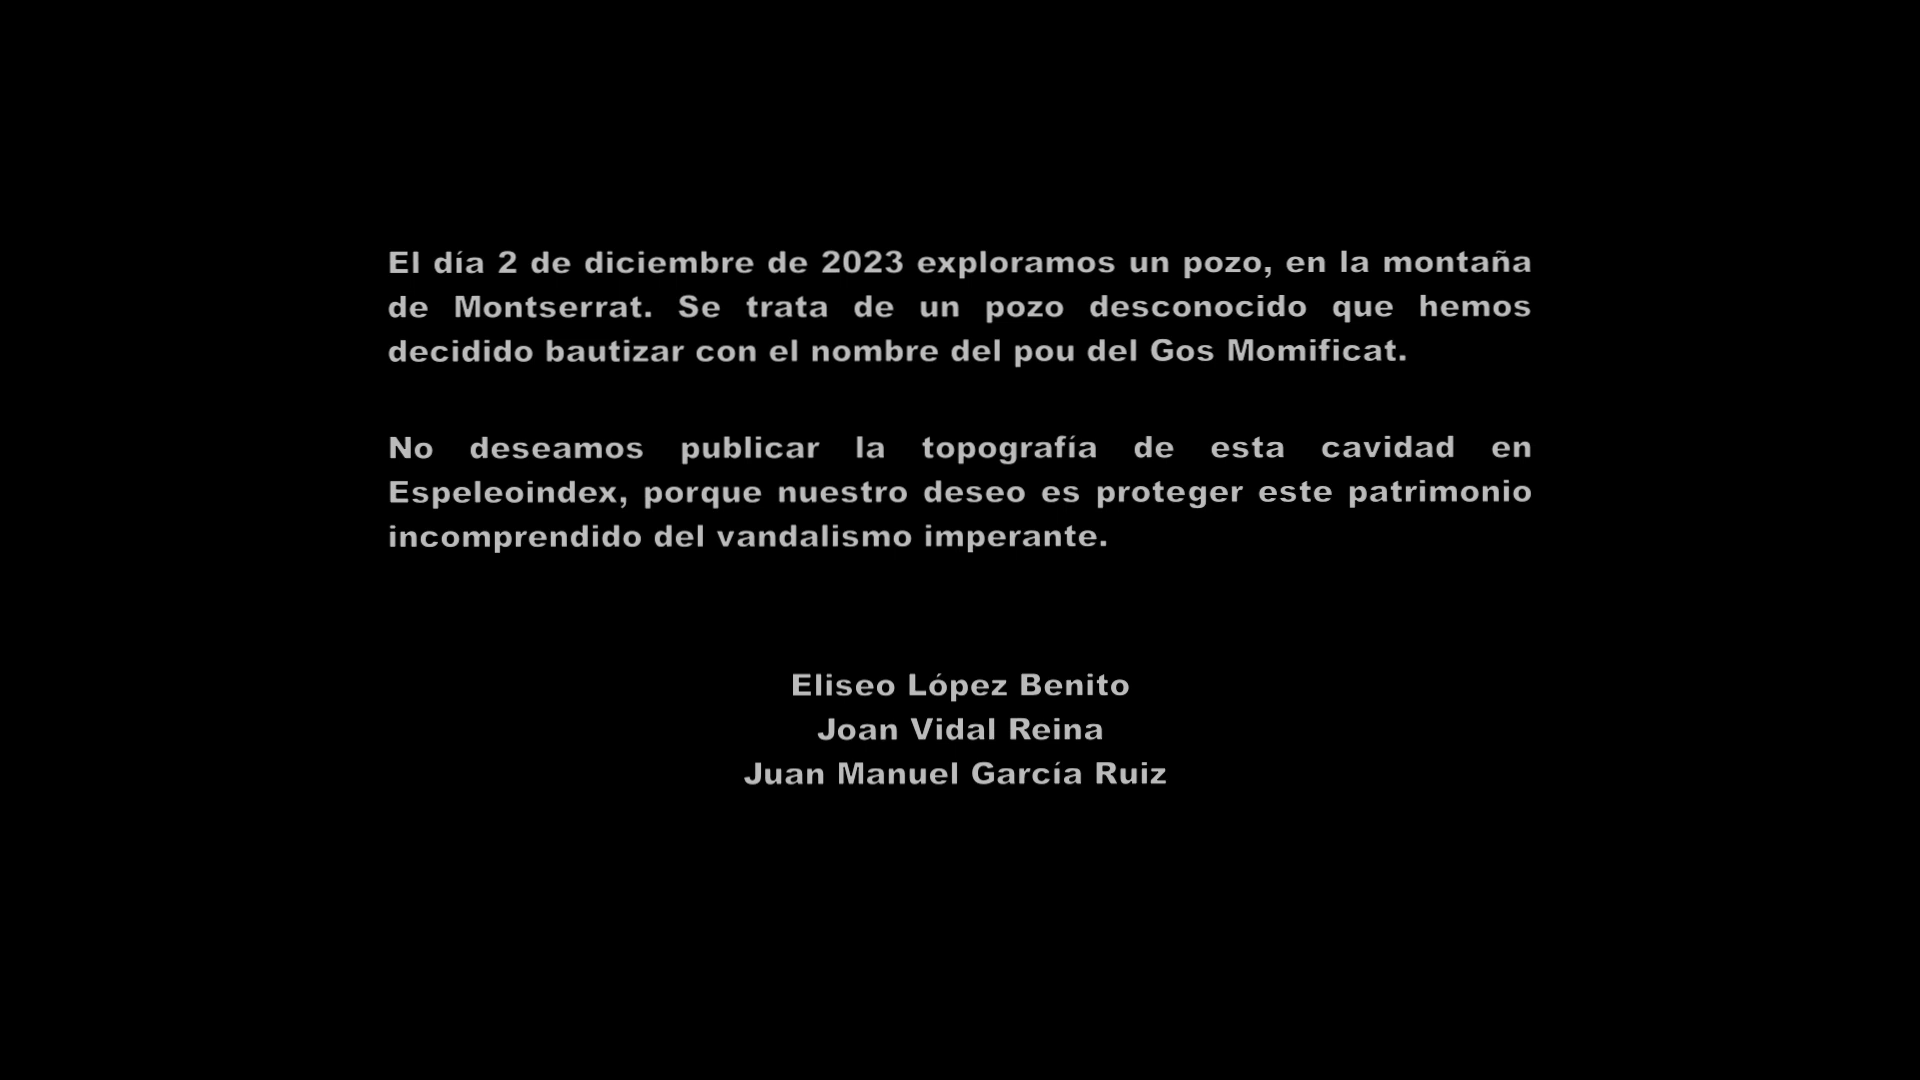 El día 2 de diciembre de 2023 exploramos un pozo, en la montaña
de Montserrat. Se trata de un pozo desconocido que hemos
decidido bautizar con el nombre del pou del Gos Momificat.
No deseamos publicar la topografía de esta cavidad en
Espeleoindex, porque nuestro deseo es proteger este patrimonio
incomprendido del vandalismo imperante.
Eliseo López Benito
Joan Vidal Reina
Juan Manuel García Ruiz